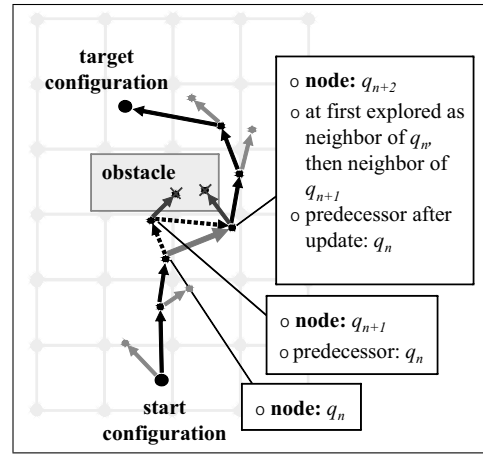 target
configuration
o node: qn+2
o at first explored as
neighbor of qn,
then neighbor of
qn+1
o predecessor after
update: qn
obstacle
o node: qn+1
o predecessor: qn
o node: qn
start
configuration